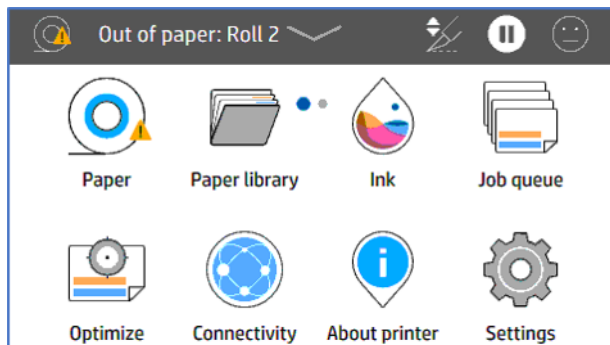 Out of paper: Roll 2
Paper Paper library Ink Job queue
Optimize Connectivity About printer Settings